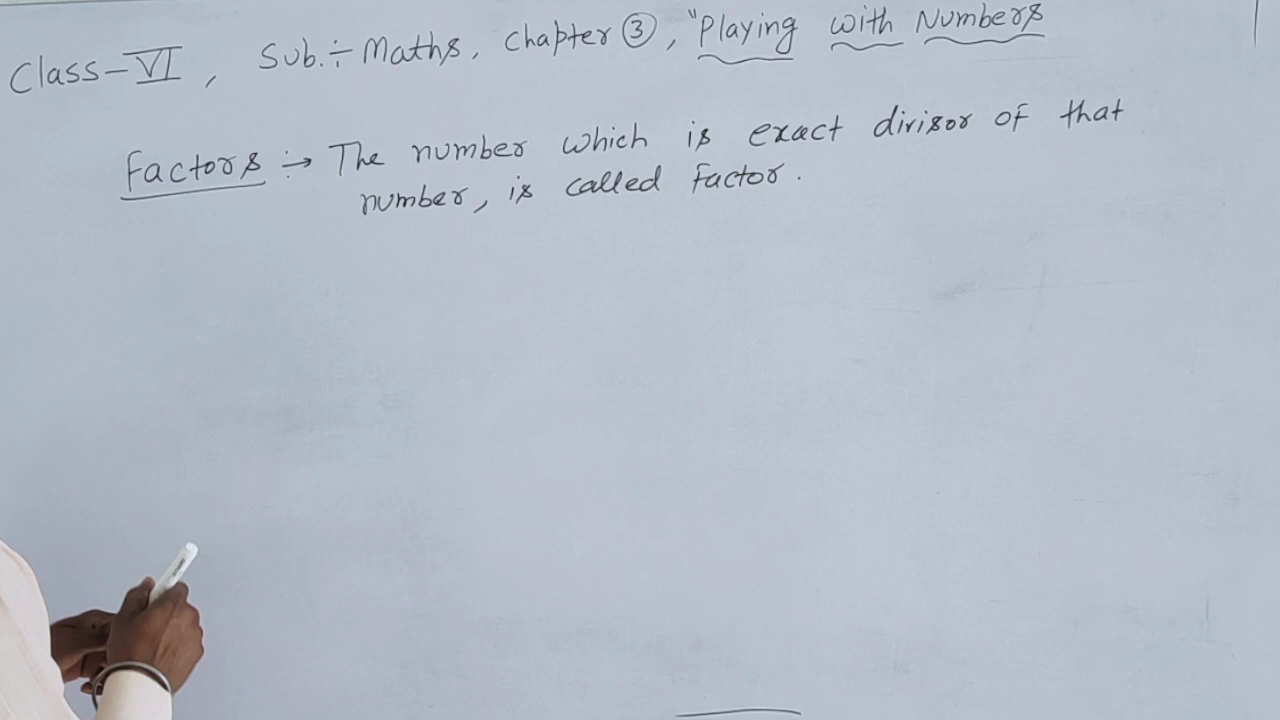 Class-VI, Sub.÷ Maths, Chapter ③, "Playing with Numbers
Factors ÷→ The number which is exact divisor of that
number, is called factor.